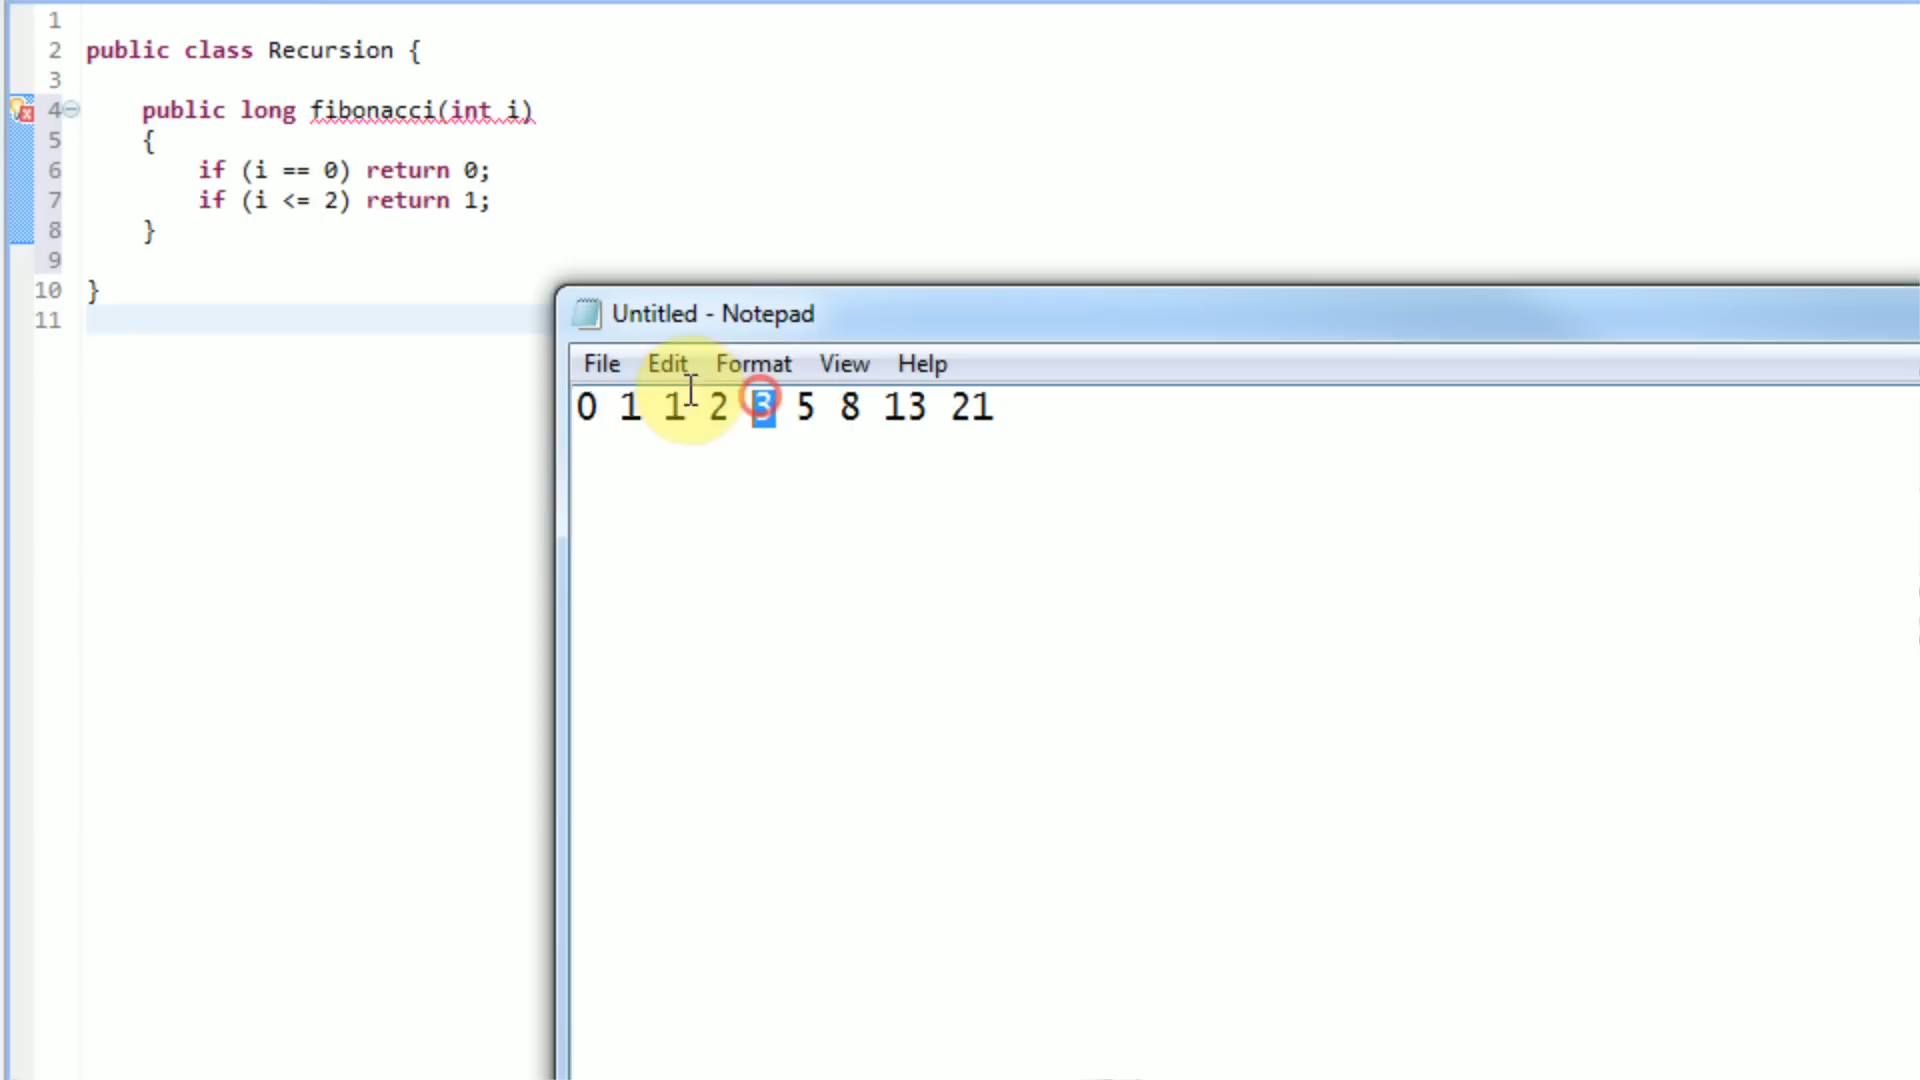 1
2 public class Recursion {
3
4 public long fibonacci(int i)
5 {
6 if (i == 0) return 0;
7 if (i <= 2) return 1;
8 }
9
10 }
11
Untitled - Notepad
File Edit Format View Help
0 1 1 2 3 5 8 13 21